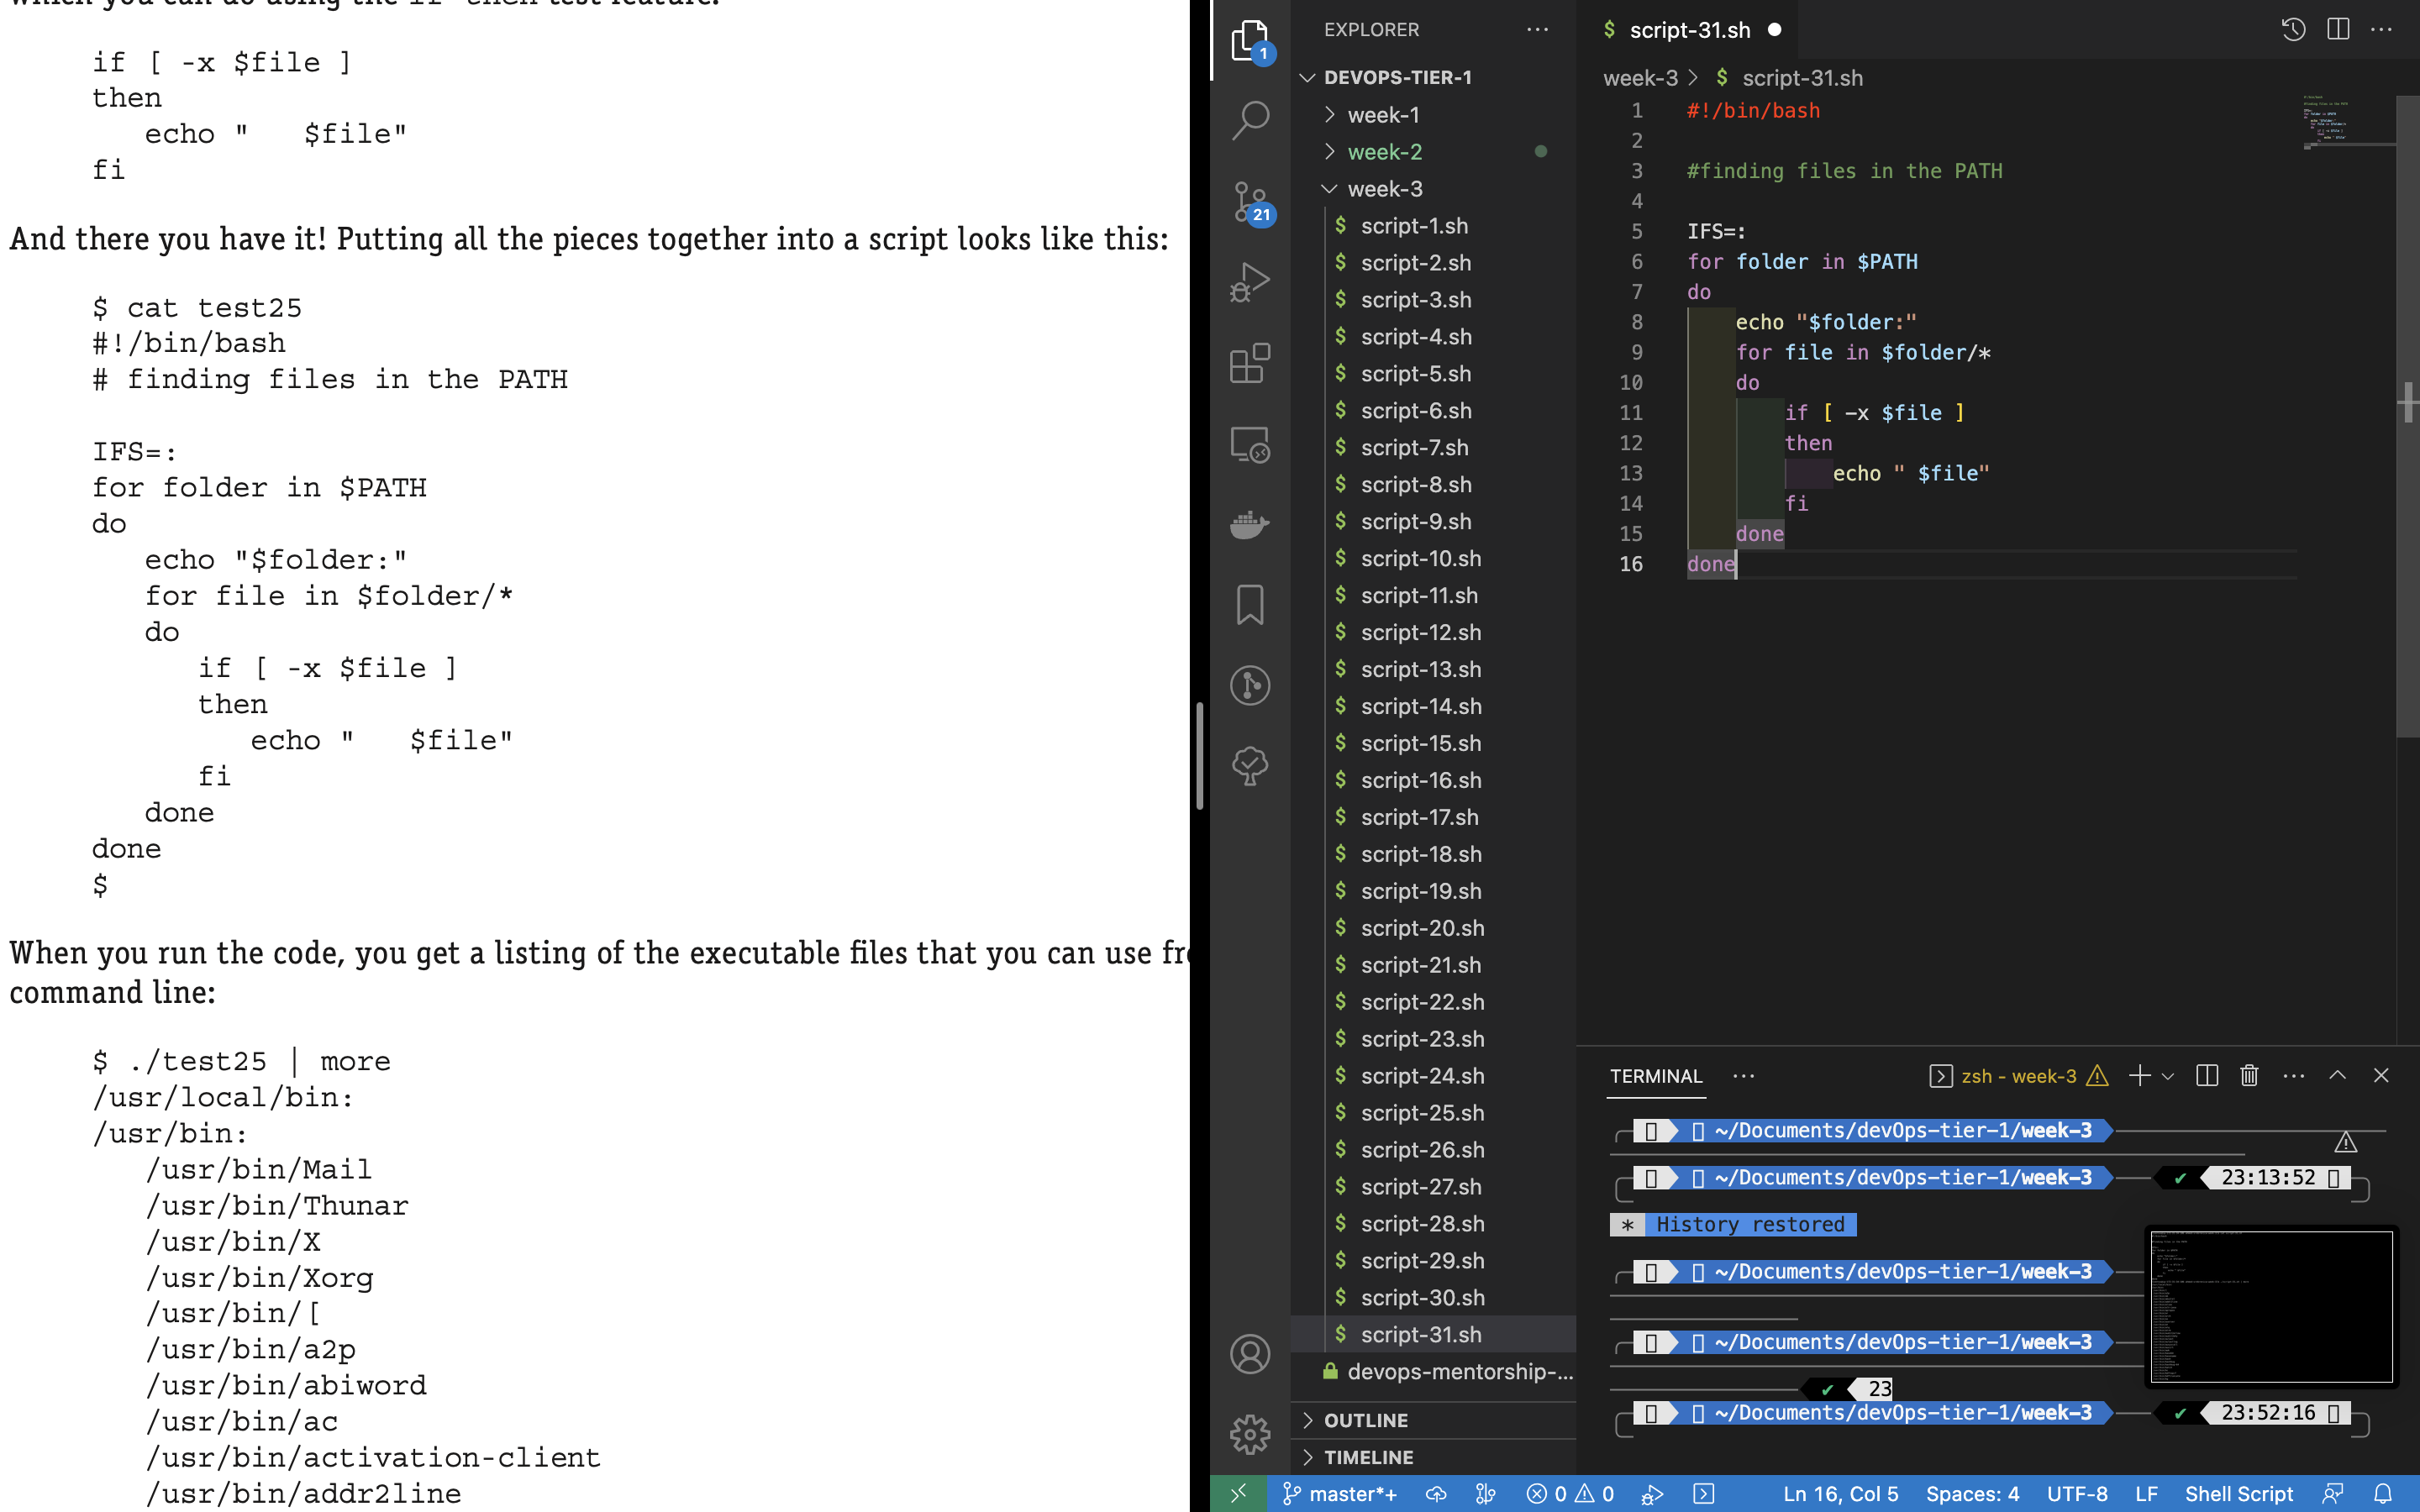 if [ -x $file ]
then
echo "   $file"
fi
And there you have it! Putting all the pieces together into a script looks like this:
$ cat test25
#!/bin/bash
# finding files in the PATH
IFS=:
for folder in $PATH
do
echo "$folder:"
for file in $folder/*
do
if [ -x $file ]
then
echo "   $file"
fi
done
done
$
When you run the code, you get a listing of the executable files that you can use
command line:
$ ./test25 | more
/usr/local/bin:
/usr/bin:
/usr/bin/Mail
/usr/bin/Thunar
/usr/bin/X
/usr/bin/Xorg
/usr/bin/[
/usr/bin/a2p
/usr/bin/abiword
/usr/bin/ac
/usr/bin/activation-client
/usr/bin/addr2line
1
21
EXPLORER
DEVOPS-TIER-1
week-1
week-2
week-3
$ script-1.sh
$ script-2.sh
$ script-3.sh
$ script-4.sh
$ script-5.sh
$ script-6.sh
$ script-7.sh
$ script-8.sh
$ script-9.sh
$ script-10.sh
$ script-11.sh
$ script-12.sh
$ script-13.sh
$ script-14.sh
$ script-15.sh
$ script-16.sh
$ script-17.sh
$ script-18.sh
$ script-19.sh
$ script-20.sh
$ script-21.sh
$ script-22.sh
$ script-23.sh
$ script-24.sh
$ script-25.sh
$ script-26.sh
$ script-27.sh
$ script-28.sh
$ script-29.sh
$ script-30.sh
$ script-31.sh
devops-mentorship-...
OUTLINE
TIMELINE
$ script-31.sh
week-3 > $ script-31.sh
1 #!/bin/bash
2
3 #finding files in the PATH
4
5 IFS=:
6 for folder in $PATH
7 do
8 echo "$folder:"
9 for file in $folder/*
10 do
11 if [ -x $file ]
12 then
13 echo " $file"
14 fi
15 done
16 done
TERMINAL
zsh - week-3
~/Documents/devOps-tier-1/week-3
~/Documents/devOps-tier-1/week-3 ✔ 23:13:52
* History restored
~/Documents/devOps-tier-1/week-3
~/Documents/devOps-tier-1/week-3
✔ 23
~/Documents/devOps-tier-1/week-3 ✔ 23:52:16
master*+ 0 0 Ln 16, Col 5 Spaces: 4 UTF-8 LF Shell Script